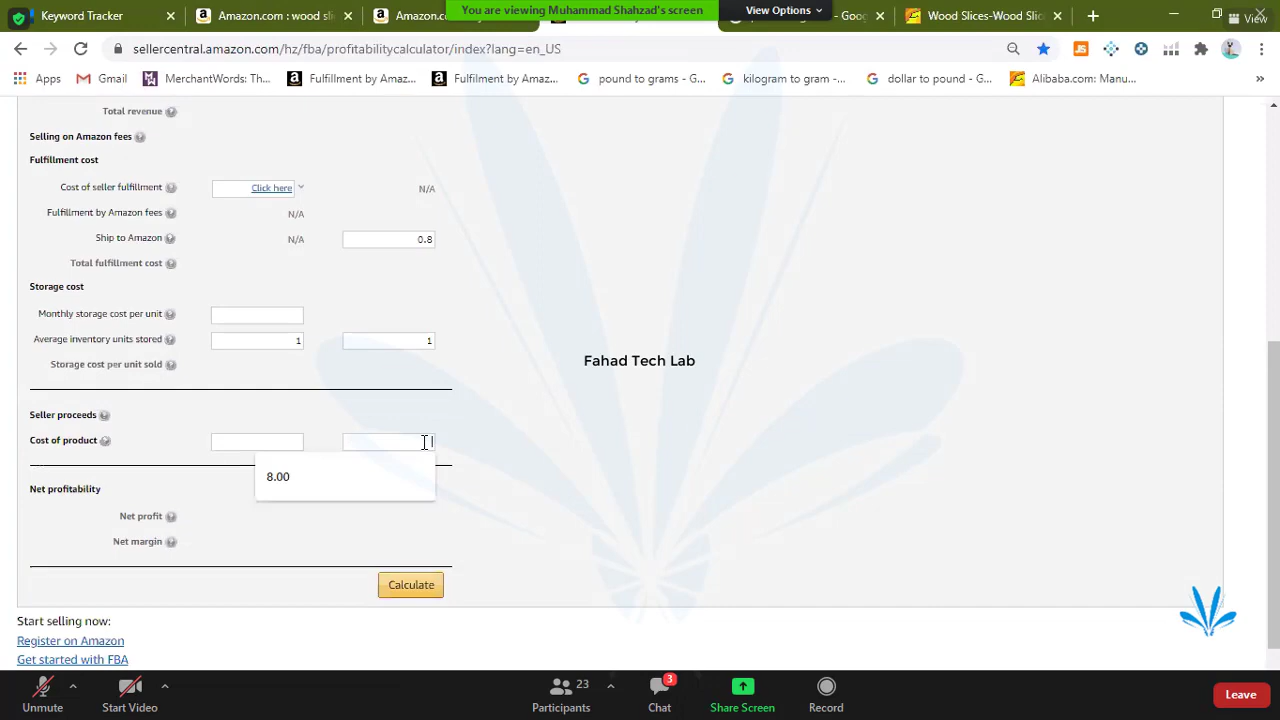 Keyword Tracker
Amazon.com : wood sl
Amazon.co
You are viewing Muhammad Shahzad's screen
View Options
Goo
Wood Slices-Wood Slid
sellercentral.amazon.com/hz/fba/profitabilitycalculator/index?lang=en_US
Apps
Gmail
MerchantWords: Th...
Fulfillment by Amaz...
Fulfilment by Amaz...
pound to grams - G...
kilogram to gram -...
dollar to pound - G...
Alibaba.com: Manu...
Total revenue
Selling on Amazon fees
Fulfillment cost
Cost of seller fulfillment Click here N/A
Fulfillment by Amazon fees N/A
Ship to Amazon N/A 0.8
Total fulfillment cost
Storage cost
Monthly storage cost per unit
Average inventory units stored 1 1
Storage cost per unit sold
Fahad Tech Lab
Seller proceeds
Cost of product
8.00
Net profitability
Net profit
Net margin
Calculate
Start selling now:
Register on Amazon
Get started with FBA
Unmute
Start Video
23
Participants
3
Chat
Share Screen
Record
Leave